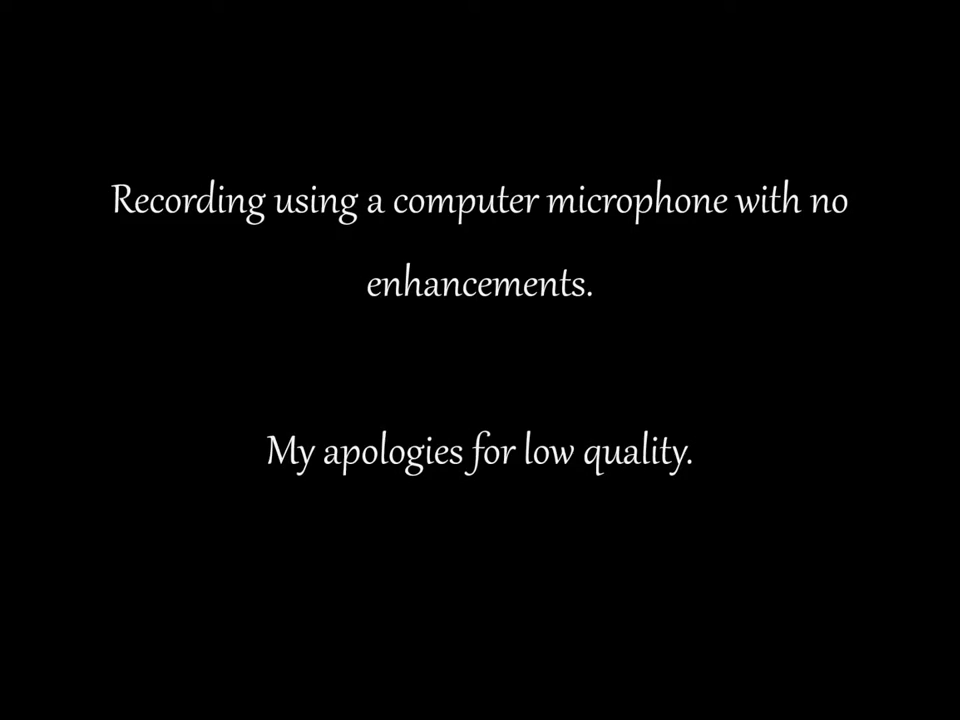 Recording using a computer microphone with no
enhancements.
My apologies for low quality.